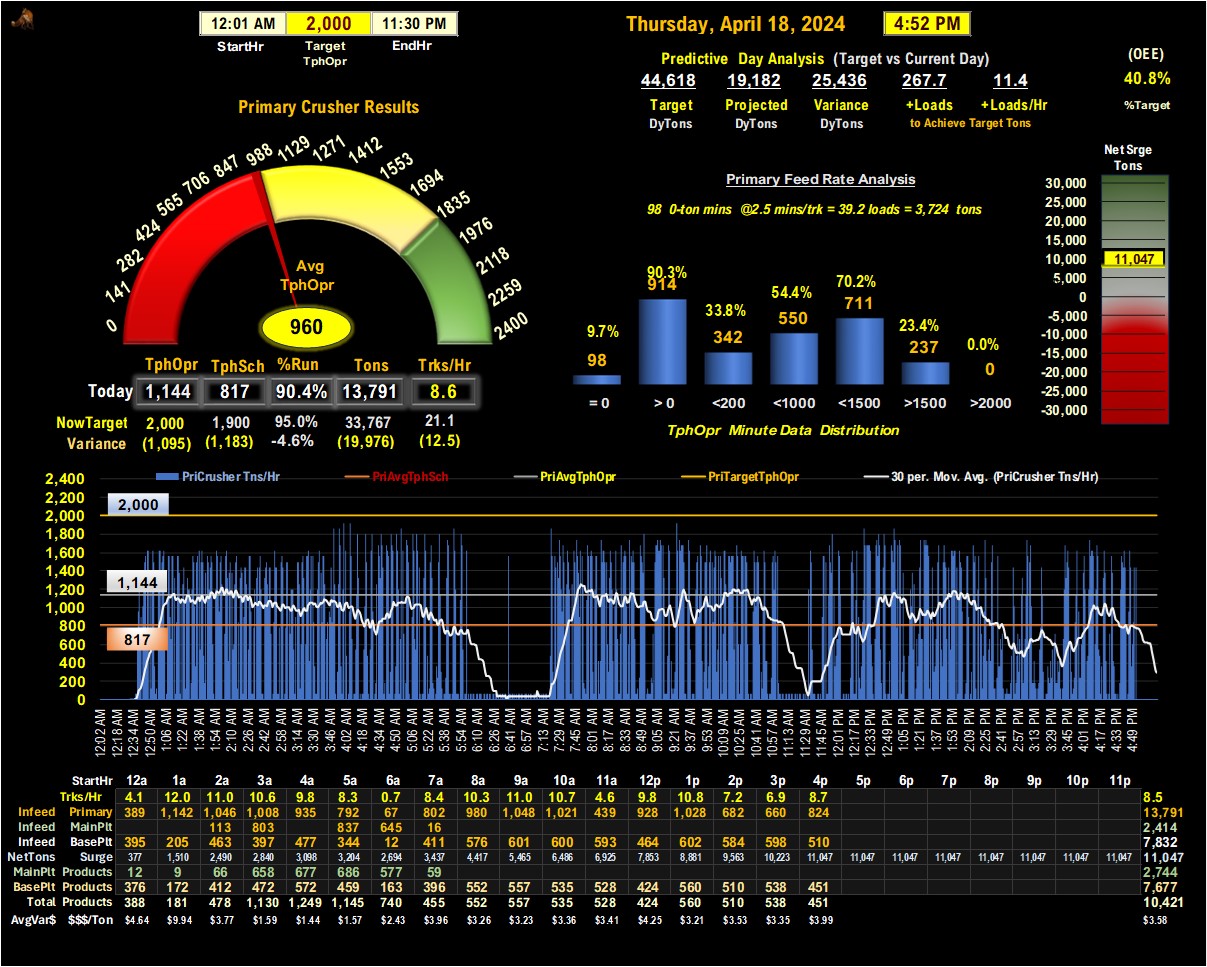 12:01 AM 2,000 11:30 PM
StartHr Target TphOpr EndHr
Thursday, April 18, 2024 4:52 PM
Predictive Day Analysis (Target vs Current Day)
44,618 19,182 25,436 267.7 11.4
Target Projected Variance +Loads +Loads/Hr
DyTons DyTons DyTons to Achieve Target Tons
(OEE)
40.8%
%Target
Primary Crusher Results
0 141 282 424 565 706 847 988 1129 1271 1412 1553 1694 1835 1976 2118 2259 2400
Avg
TphOpr
960
TphOpr TphSch %Run Tons Trks/Hr
Today 1,144 817 90.4% 13,791 8.6
NowTarget 2,000 1,900 95.0% 33,767 21.1
Variance (1,095) (1,183) -4.6% (19,976) (12.5)
Primary Feed Rate Analysis
98 0-ton mins @2.5 mins/trk = 39.2 loads = 3,724 tons
9.7% 90.3% 33.8% 54.4% 70.2% 23.4% 0.0%
98 914 342 550 711 237 0
= 0 > 0 <200 <1000 <1500 >1500 >2000
TphOpr Minute Data Distribution
Net Srge
Tons
30,000
25,000
20,000
15,000
10,000
11,047
5,000
0
-5,000
-10,000
-15,000
-20,000
-25,000
-30,000
PriCrusher Tns/Hr PriAvgTphSch PriAvgTphOpr PriTargetTphOpr 30 per. Mov. Avg. (PriCrusher Tns/Hr)
2,400
2,200
2,000
1,800
1,600
1,400
1,200
1,000
800
600
400
200
0
2,000
1,144
817
12:02 AM 12:18 AM 12:34 AM 12:50 AM 1:06 AM 1:22 AM 1:38 AM 1:54 AM 2:10 AM 2:26 AM 2:42 AM 2:58 AM 3:14 AM 3:30 AM 3:46 AM 4:02 AM 4:18 AM 4:34 AM 4:50 AM 5:06 AM 5:22 AM 5:38 AM 5:54 AM 6:10 AM 6:26 AM 6:41 AM 6:57 AM 7:13 AM 7:29 AM 7:45 AM 8:01 AM 8:17 AM 8:33 AM 8:49 AM 9:05 AM 9:21 AM 9:37 AM 9:53 AM 10:09 AM 10:25 AM 10:41 AM 10:57 AM 11:13 AM 11:29 AM 11:45 AM 12:01 PM 12:17 PM 12:33 PM 12:49 PM 1:05 PM 1:21 PM 1:37 PM 1:53 PM 2:09 PM 2:25 PM 2:41 PM 2:57 PM 3:13 PM 3:29 PM 3:45 PM 4:01 PM 4:17 PM 4:33 PM 4:49 PM
StartHr 12a 1a 2a 3a 4a 5a 6a 7a 8a 9a 10a 11a 12p 1p 2p 3p 4p 5p 6p 7p 8p 9p 10p 11p
Trks/Hr 4.1 12.0 11.0 10.6 9.8 8.3 0.7 8.4 10.3 11.0 10.7 4.6 9.8 10.8 7.2 6.9 8.7 8.5
Infeed Primary 389 1,142 1,046 1,008 935 792 67 802 980 1,048 1,021 439 928 1,028 682 660 824 13,791
Infeed MainPlt 113 803 837 645 16 2,414
Infeed BasePlt 395 205 463 397 477 344 12 411 576 601 600 593 464 602 584 598 510 7,832
NetTons Surge 377 1,510 2,490 2,840 3,098 3,204 2,694 3,437 4,417 5,465 6,486 6,925 7,853 8,881 9,563 10,223 11,047 11,047 11,047 11,047 11,047 11,047 11,047 11,047 11,047
MainPlt Products 12 9 66 658 677 686 577 59 2,744
BasePlt Products 376 172 412 472 572 459 163 396 552 557 535 528 424 560 510 538 451 7,677
Total Products 388 181 478 1,130 1,249 1,145 740 455 552 557 535 528 424 560 510 538 451 10,421
AvgVar$ $$$/Ton $4.64 $9.94 $3.77 $1.59 $1.44 $1.57 $2.43 $3.96 $3.26 $3.23 $3.36 $3.41 $4.25 $3.21 $3.53 $3.35 $3.99 $3.58